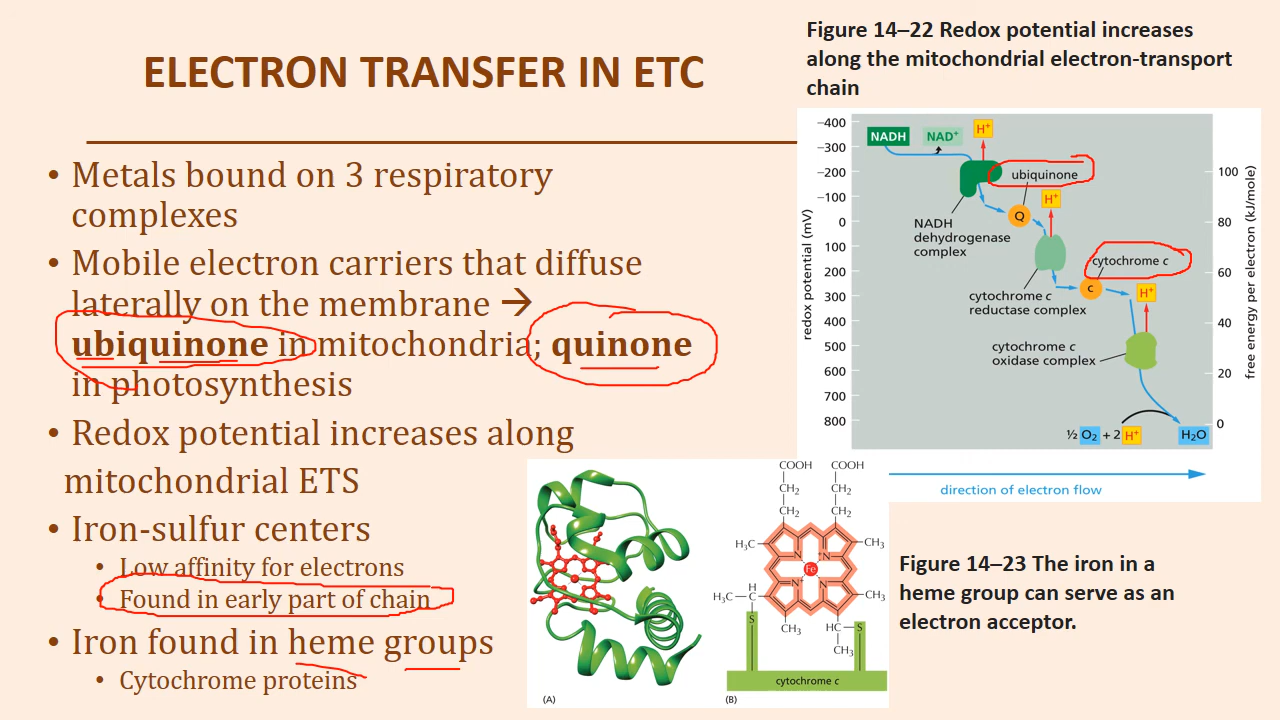 ELECTRON TRANSFER IN ETC
• Metals bound on 3 respiratory
complexes
• Mobile electron carriers that diffuse
laterally on the membrane →
ubiquinone in mitochondria; quinone
in photosynthesis
• Redox potential increases along
mitochondrial ETS
• Iron-sulfur centers
• Low affinity for electrons
• Found in early part of chain
• Iron found in heme groups
• Cytochrome proteins
Figure 14–22 Redox potential increases
along the mitochondrial electron-transport
chain
redox potential (mV)
−400
−300
−200
−100
0
100
200
300
400
500
600
700
800
NADH
NAD⁺
H⁺
ubiquinone
H⁺
Q
NADH
dehydrogenase
complex
cytochrome c
c
H⁺
cytochrome c
reductase complex
cytochrome c
oxidase complex
½ O₂ + 2 H⁺
H₂O
100
80
60
40
20
0
free energy per electron (kJ/mole)
direction of electron flow
(A)
COOH
COOH
CH₂
CH₂
CH₂
CH₂
H₃C
CH₃
N
N
Fe
N⁺
N
H
H₃C—C
CH₃
S
CH₃
HC
S
CH₃
cytochrome c
(B)
Figure 14–23 The iron in a
heme group can serve as an
electron acceptor.